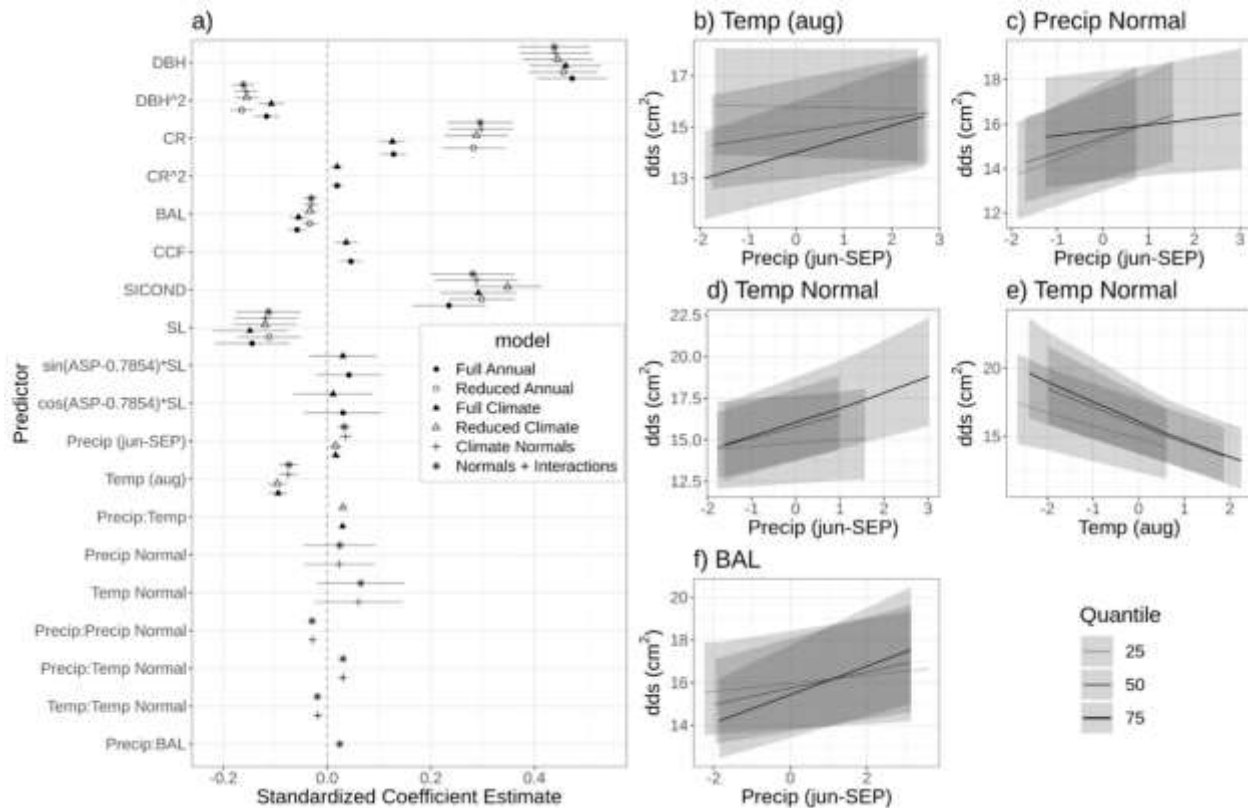 a)
Predictor
DBH
DBH^2
CR
CR^2
BAL
CCF
SICOND
SL
sin(ASP-0.7854)*SL
cos(ASP-0.7854)*SL
Precip (jun-SEP)
Temp (aug)
Precip:Temp
Precip Normal
Temp Normal
Precip:Precip Normal
Precip:Temp Normal
Temp:Temp Normal
Precip:BAL
-0.2 0.0 0.2 0.4
Standardized Coefficient Estimate
model
Full Annual
Reduced Annual
Full Climate
Reduced Climate
Climate Normals
Normals + Interactions
b) Temp (aug)
dds (cm²)
17
15
13
-2 -1 0 1 2 3
Precip (jun-SEP)
c) Precip Normal
dds (cm²)
18
16
14
12
-2 -1 0 1 2 3
Precip (jun-SEP)
d) Temp Normal
dds (cm²)
22.5
20.0
17.5
15.0
12.5
-2 -1 0 1 2 3
Precip (jun-SEP)
e) Temp Normal
dds (cm²)
20
15
-2 -1 0 1 2
Temp (aug)
f) BAL
dds (cm²)
20
18
16
14
12
-2 0 2
Precip (jun-SEP)
Quantile
25
50
75